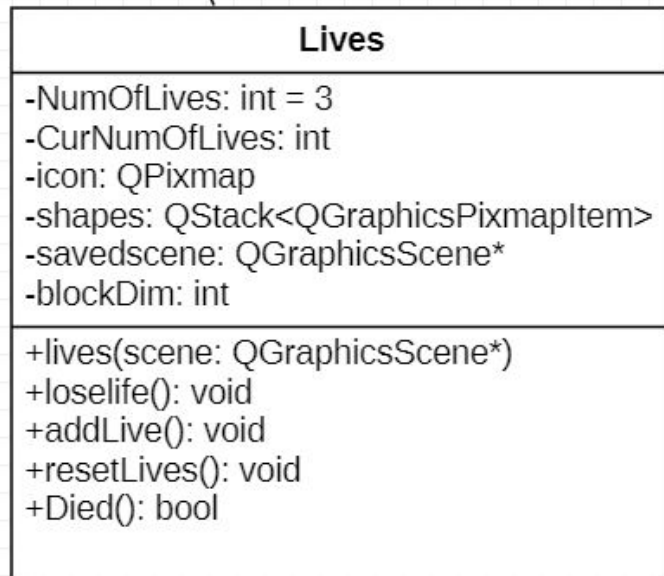 Lives
-NumOfLives: int = 3
-CurNumOfLives: int
-icon: QPixmap
-shapes: QStack<QGraphicsPixmapItem>
-savedscene: QGraphicsScene*
-blockDim: int
+lives(scene: QGraphicsScene*)
+loselife(): void
+addLive(): void
+resetLives(): void
+Died(): bool